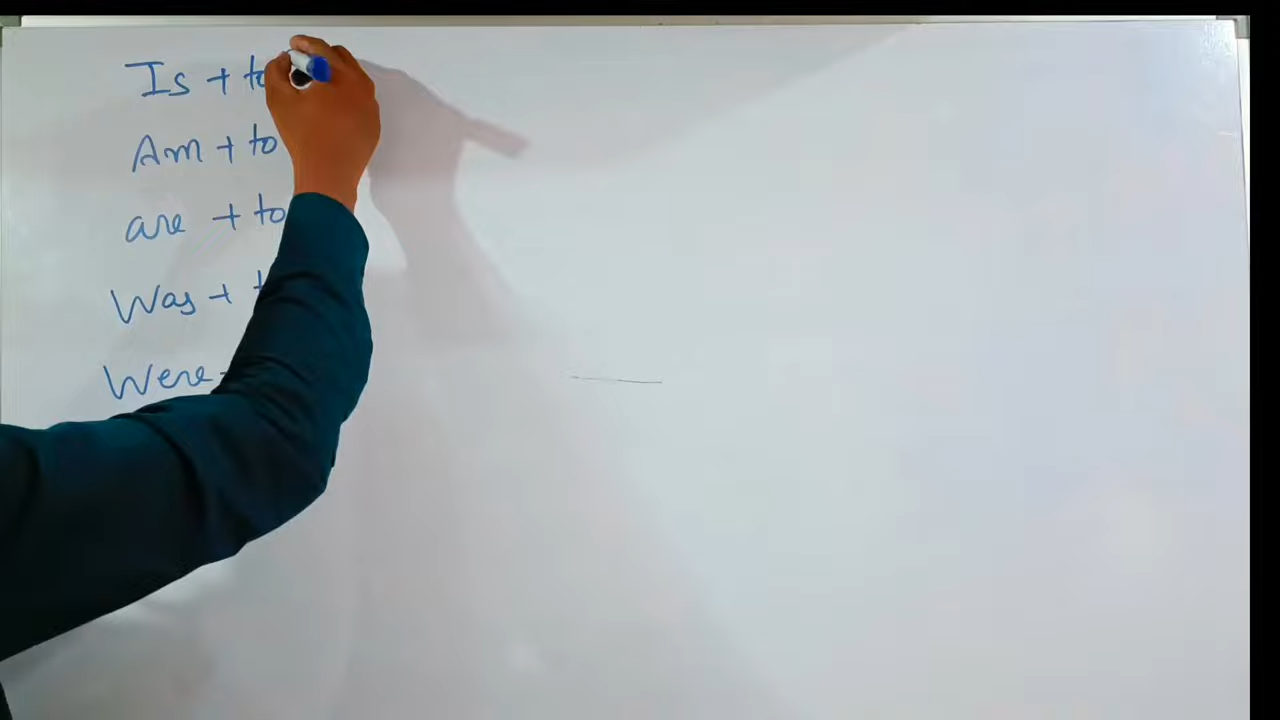 Is + to
Am + to
are + to
Was +
Were